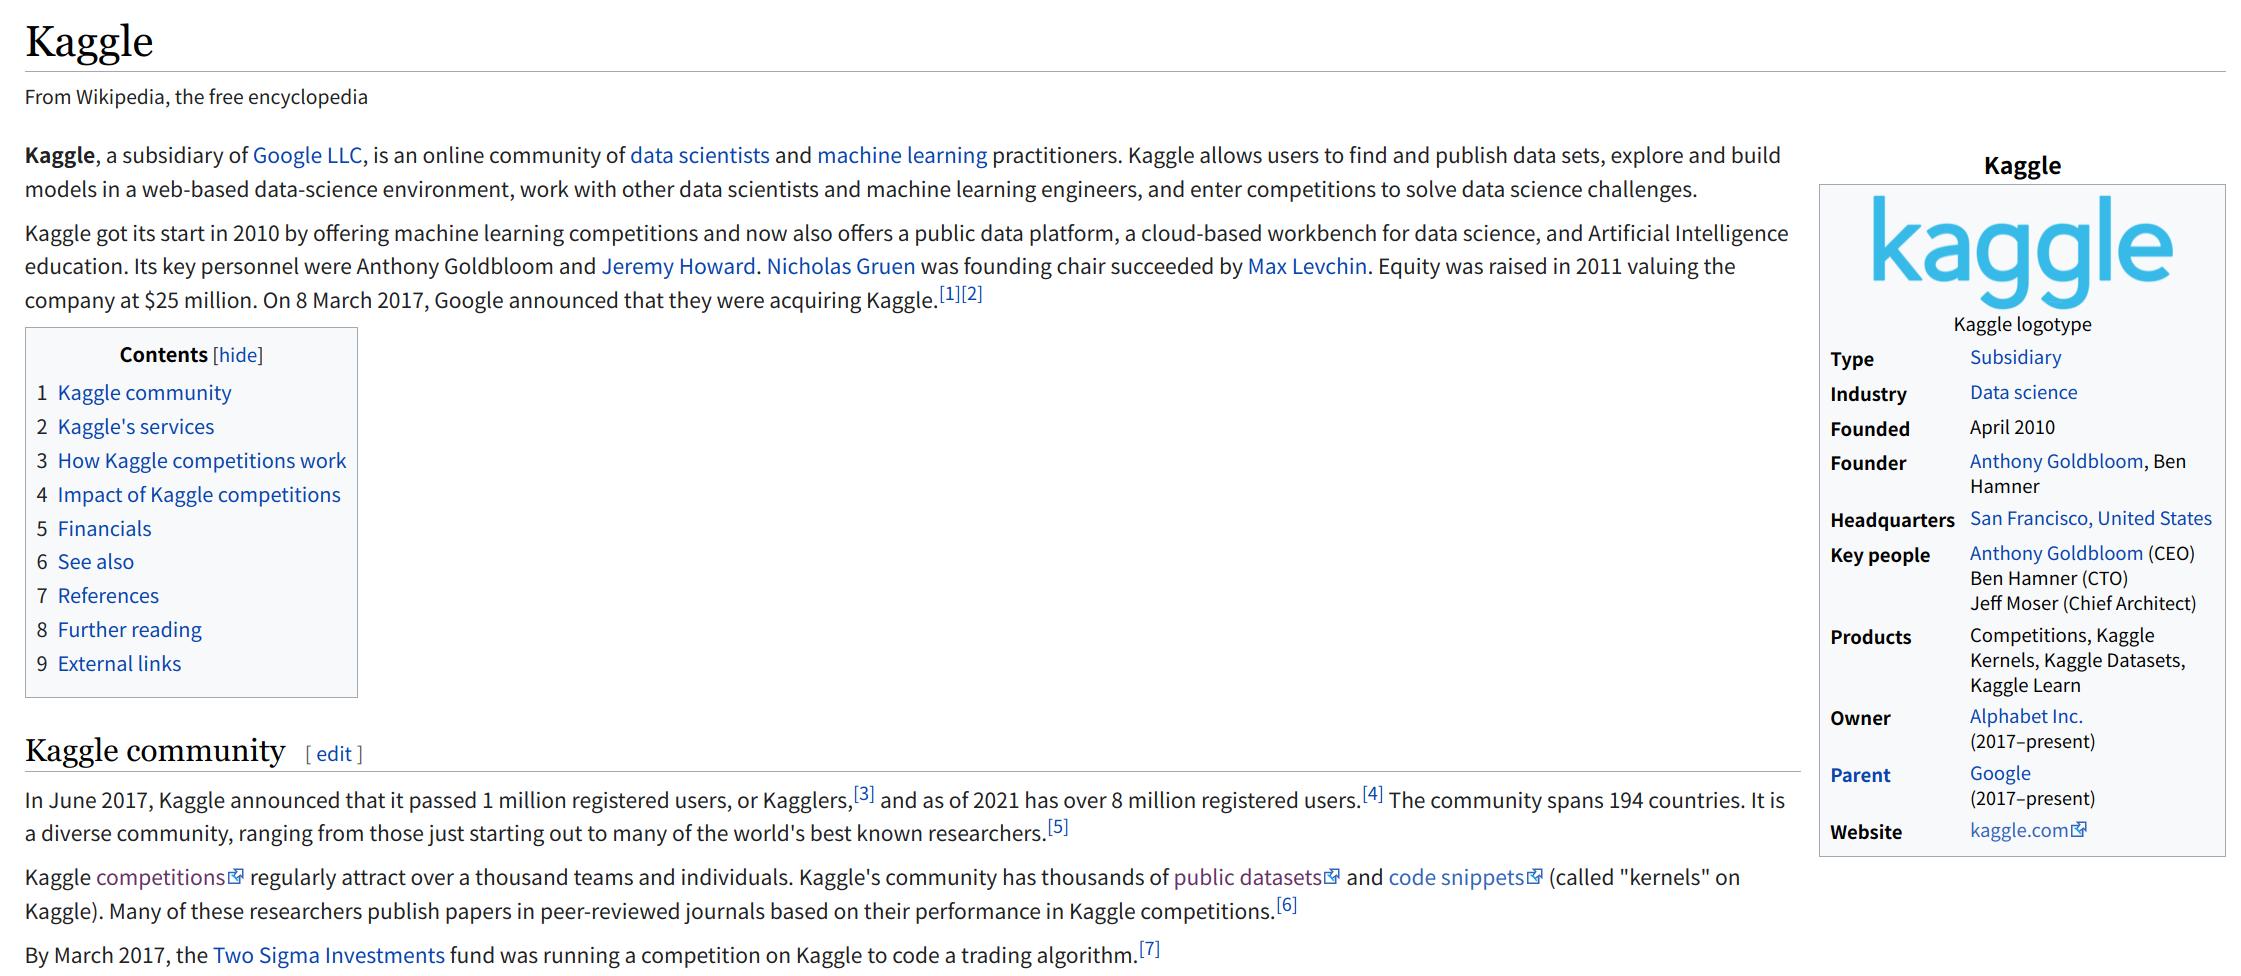 Kaggle
From Wikipedia, the free encyclopedia
Kaggle, a subsidiary of Google LLC, is an online community of data scientists and machine learning practitioners. Kaggle allows users to find and publish data sets, explore and build
models in a web-based data-science environment, work with other data scientists and machine learning engineers, and enter competitions to solve data science challenges.
Kaggle got its start in 2010 by offering machine learning competitions and now also offers a public data platform, a cloud-based workbench for data science, and Artificial Intelligence
education. Its key personnel were Anthony Goldbloom and Jeremy Howard. Nicholas Gruen was founding chair succeeded by Max Levchin. Equity was raised in 2011 valuing the
company at $25 million. On 8 March 2017, Google announced that they were acquiring Kaggle.[1][2]
Contents [hide]
1 Kaggle community
2 Kaggle's services
3 How Kaggle competitions work
4 Impact of Kaggle competitions
5 Financials
6 See also
7 References
8 Further reading
9 External links
Kaggle
kaggle
Kaggle logotype
Type Subsidiary
Industry Data science
Founded April 2010
Founder Anthony Goldbloom, Ben
Hamner
Headquarters San Francisco, United States
Key people Anthony Goldbloom (CEO)
Ben Hamner (CTO)
Jeff Moser (Chief Architect)
Products Competitions, Kaggle
Kernels, Kaggle Datasets,
Kaggle Learn
Owner Alphabet Inc.
(2017–present)
Parent Google
(2017–present)
Website kaggle.com
Kaggle community [ edit ]
In June 2017, Kaggle announced that it passed 1 million registered users, or Kagglers,[3] and as of 2021 has over 8 million registered users.[4] The community spans 194 countries. It is
a diverse community, ranging from those just starting out to many of the world's best known researchers.[5]
Kaggle competitions regularly attract over a thousand teams and individuals. Kaggle's community has thousands of public datasets and code snippets (called "kernels" on
Kaggle). Many of these researchers publish papers in peer-reviewed journals based on their performance in Kaggle competitions.[6]
By March 2017, the Two Sigma Investments fund was running a competition on Kaggle to code a trading algorithm.[7]